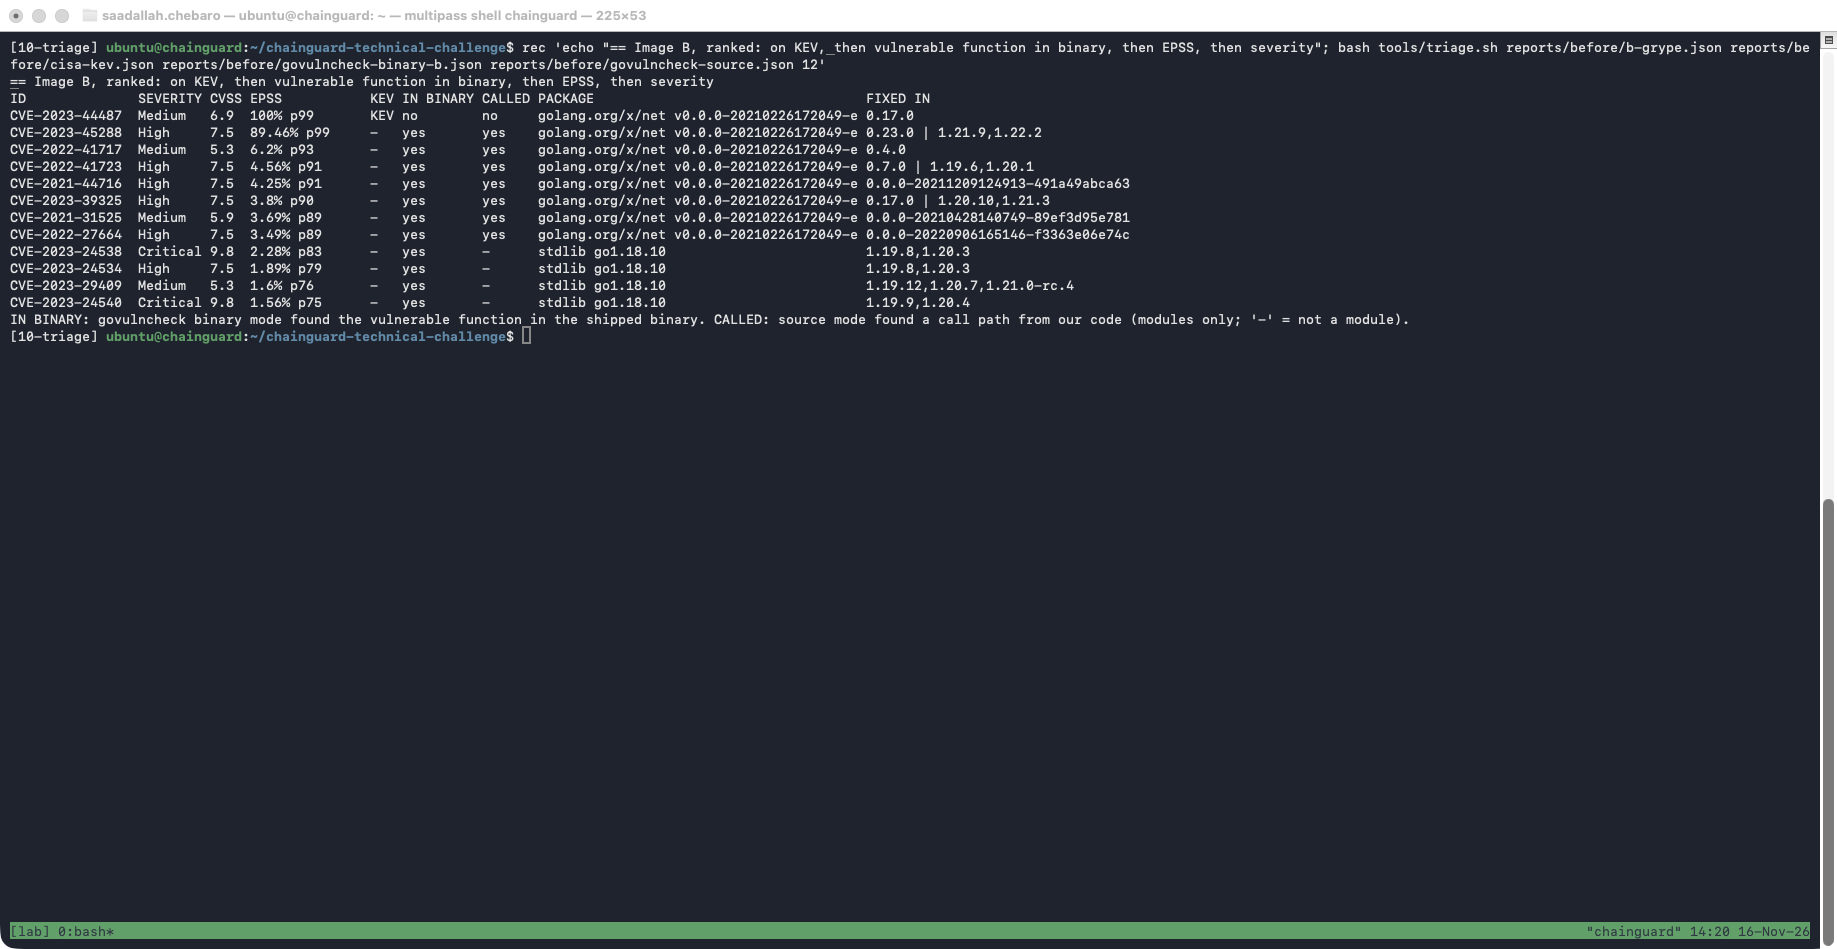 saadallah.chebaro — ubuntu@chainguard: ~ — multipass shell chainguard — 225×53
[10-triage] ubuntu@chainguard:~/chainguard-technical-challenge$ rec 'echo "== Image B, ranked: on KEV,_then vulnerable function in binary, then EPSS, then severity"; bash tools/triage.sh reports/before/b-grype.json reports/be
fore/cisa-kev.json reports/before/govulncheck-binary-b.json reports/before/govulncheck-source.json 12'
== Image B, ranked: on KEV, then vulnerable function in binary, then EPSS, then severity
ID              SEVERITY CVSS EPSS           KEV IN BINARY CALLED PACKAGE                                  FIXED IN
CVE-2023-44487  Medium   6.9  100% p99       KEV no        no     golang.org/x/net v0.0.0-20210226172049-e 0.17.0
CVE-2023-45288  High     7.5  89.46% p99     -   yes       yes    golang.org/x/net v0.0.0-20210226172049-e 0.23.0 | 1.21.9,1.22.2
CVE-2022-41717  Medium   5.3  6.2% p93       -   yes       yes    golang.org/x/net v0.0.0-20210226172049-e 0.4.0
CVE-2022-41723  High     7.5  4.56% p91      -   yes       yes    golang.org/x/net v0.0.0-20210226172049-e 0.7.0 | 1.19.6,1.20.1
CVE-2021-44716  High     7.5  4.25% p91      -   yes       yes    golang.org/x/net v0.0.0-20210226172049-e 0.0.0-20211209124913-491a49abca63
CVE-2023-39325  High     7.5  3.8% p90       -   yes       yes    golang.org/x/net v0.0.0-20210226172049-e 0.17.0 | 1.20.10,1.21.3
CVE-2021-31525  Medium   5.9  3.69% p89      -   yes       yes    golang.org/x/net v0.0.0-20210226172049-e 0.0.0-20210428140749-89ef3d95e781
CVE-2022-27664  High     7.5  3.49% p89      -   yes       yes    golang.org/x/net v0.0.0-20210226172049-e 0.0.0-20220906165146-f3363e06e74c
CVE-2023-24538  Critical 9.8  2.28% p83      -   yes       -      stdlib go1.18.10                         1.19.8,1.20.3
CVE-2023-24534  High     7.5  1.89% p79      -   yes       -      stdlib go1.18.10                         1.19.8,1.20.3
CVE-2023-29409  Medium   5.3  1.6% p76       -   yes       -      stdlib go1.18.10                         1.19.12,1.20.7,1.21.0-rc.4
CVE-2023-24540  Critical 9.8  1.56% p75      -   yes       -      stdlib go1.18.10                         1.19.9,1.20.4
IN BINARY: govulncheck binary mode found the vulnerable function in the shipped binary. CALLED: source mode found a call path from our code (modules only; '-' = not a module).
[10-triage] ubuntu@chainguard:~/chainguard-technical-challenge$
[lab] 0:bash* "chainguard" 14:20 16-Nov-26